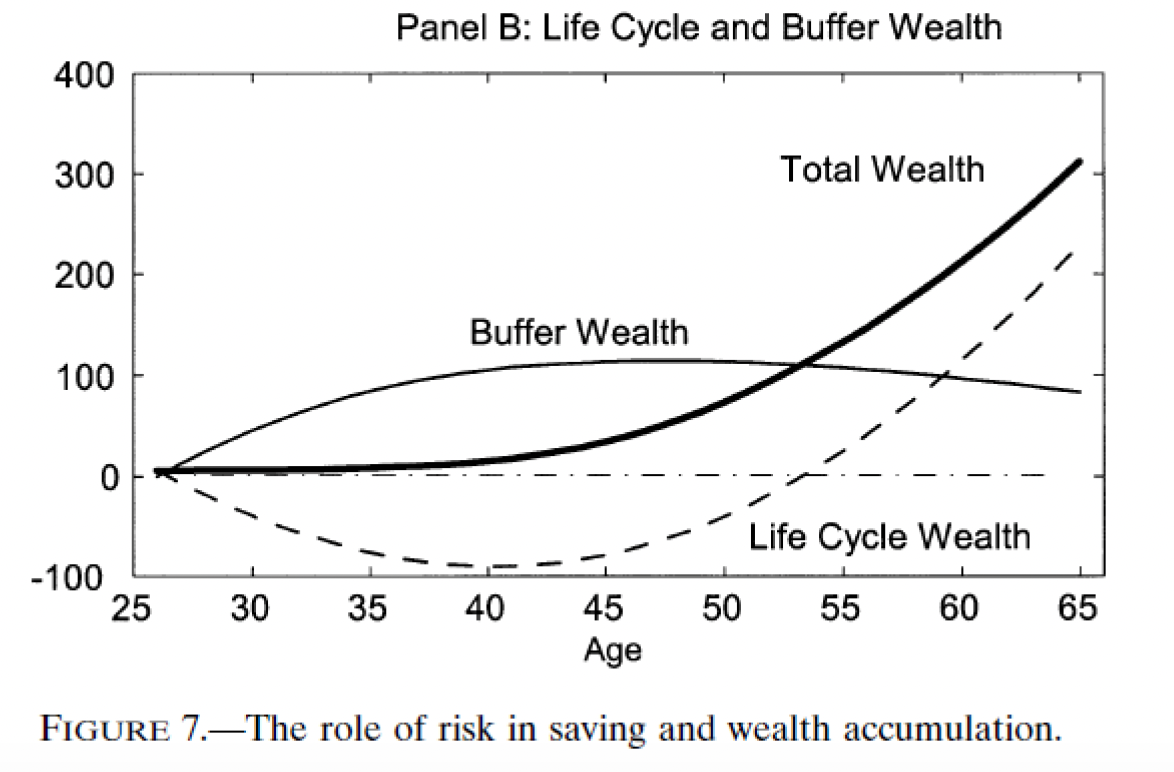 Panel B: Life Cycle and Buffer Wealth
400
300
200
100
0
-100
Total Wealth
Buffer Wealth
Life Cycle Wealth
25 30 35 40 45 50 55 60 65
Age
FIGURE 7.—The role of risk in saving and wealth accumulation.